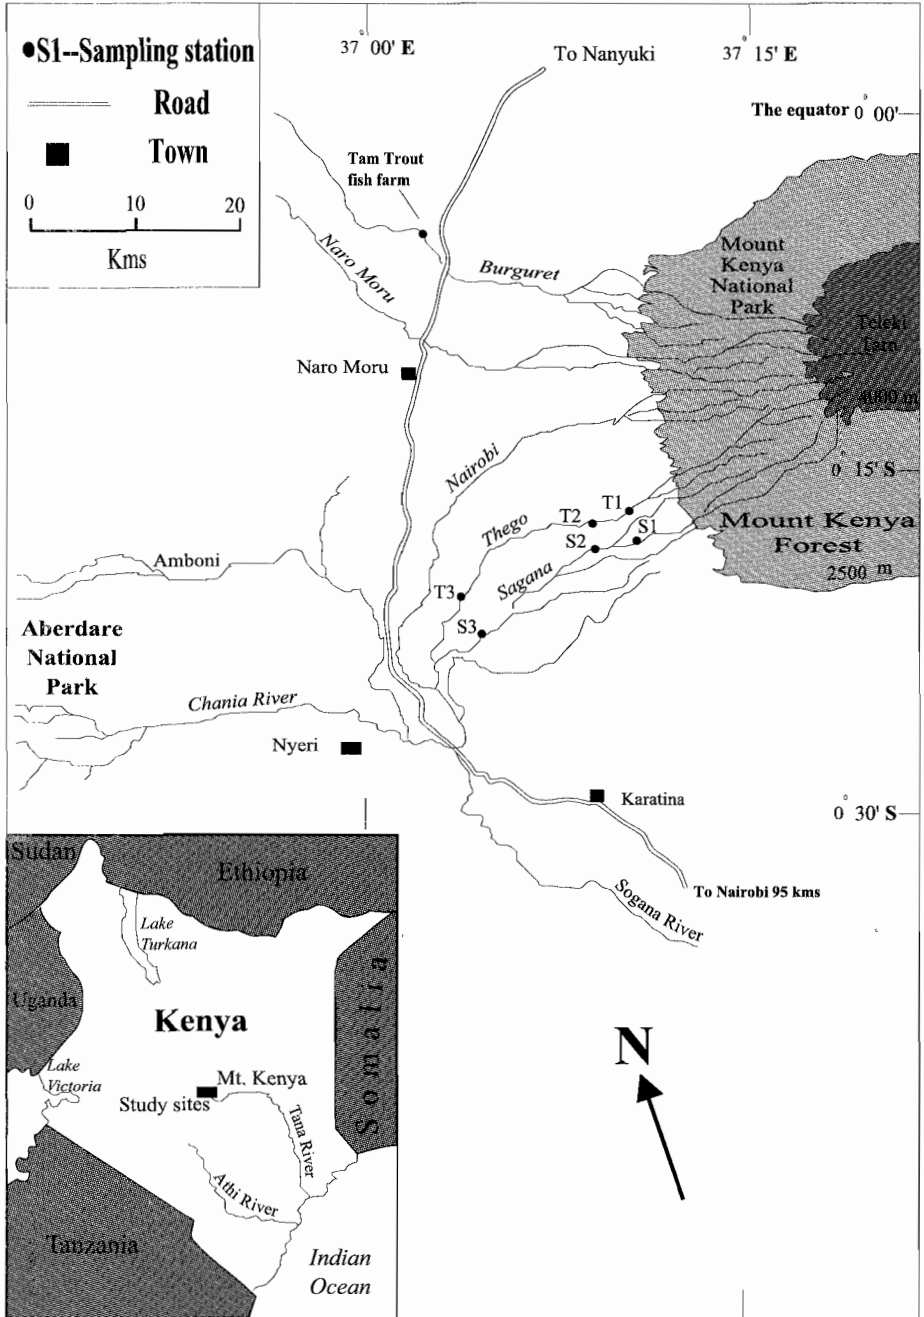 ●S1--Sampling station
Road
Town
0 10 20
Kms
37° 00' E
To Nanyuki
37° 15' E
The equator 0° 00'
Tam Trout
fish farm
Naro Moru
Burguret
Mount
Kenya
National
Park
Teleki
Tarn
Naro Moru
4000 m
Nairobi
0° 15' S
Thego
T2
T1
S1
S2
Mount Kenya
Forest
2500 m
Amboni
Sagana
T3
S3
Aberdare
National
Park
Chania River
Nyeri
Karatina
0° 30' S
To Nairobi 95 kms
Sogana River
Sudan
Ethiopia
Lake
Turkana
Uganda
Somalia
Kenya
Lake
Victoria
Mt. Kenya
Study sites
Tana River
Athi River
Tanzania
Indian
Ocean
N